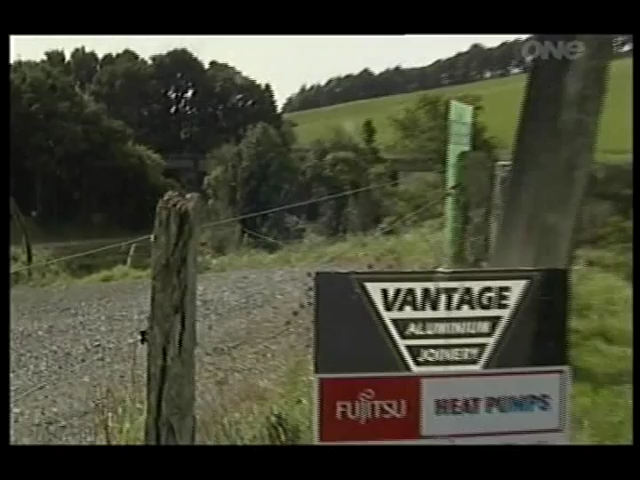 ONE
VANTAGE
ALUMINIUM
JOINERY
FUJITSU
HEAT PUMPS